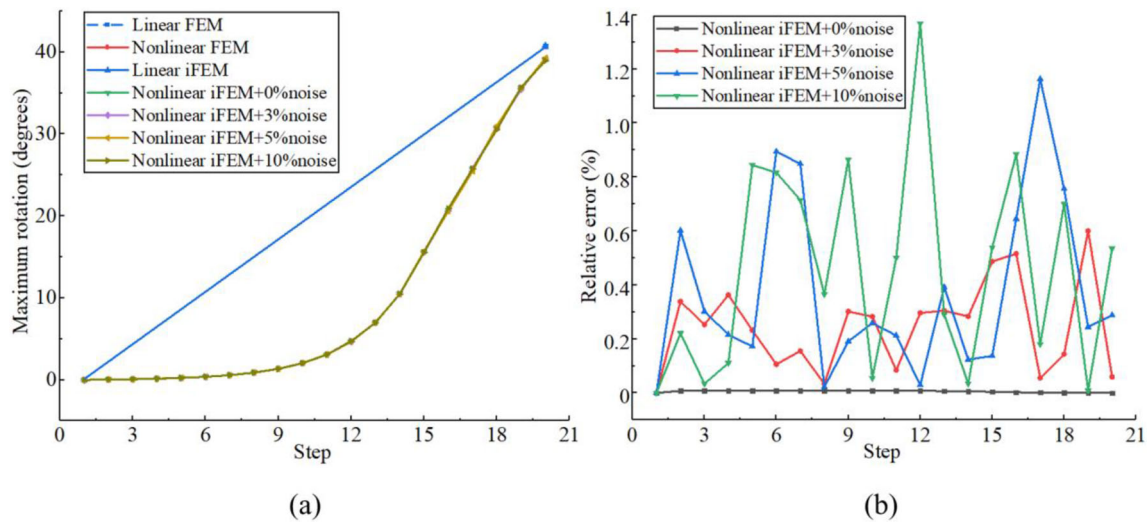 Linear FEM
Nonlinear FEM
Linear iFEM
Nonlinear iFEM+0%noise
Nonlinear iFEM+3%noise
Nonlinear iFEM+5%noise
Nonlinear iFEM+10%noise
Maximum rotation (degrees)
40
30
20
10
0
0 3 6 9 12 15 18 21
Step
(a)
Nonlinear iFEM+0%noise
Nonlinear iFEM+3%noise
Nonlinear iFEM+5%noise
Nonlinear iFEM+10%noise
Relative error (%)
1.4
1.2
1.0
0.8
0.6
0.4
0.2
0
0 3 6 9 12 15 18 21
Step
(b)